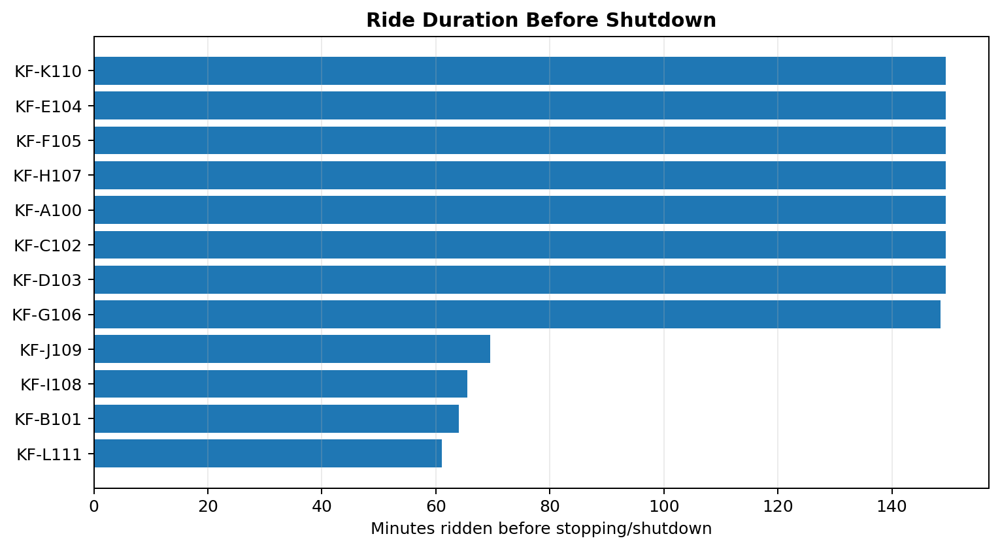 Ride Duration Before Shutdown
KF-K110
KF-E104
KF-F105
KF-H107
KF-A100
KF-C102
KF-D103
KF-G106
KF-J109
KF-I108
KF-B101
KF-L111
0 20 40 60 80 100 120 140
Minutes ridden before stopping/shutdown